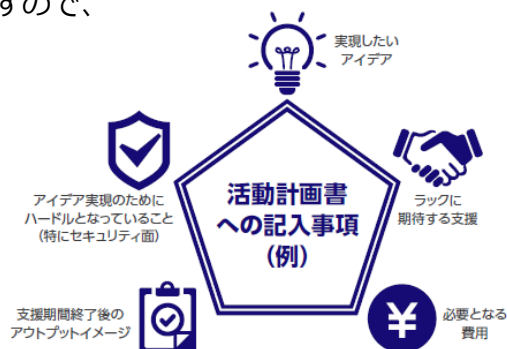 すので、
実現したい
アイデア
アイデア実現のために
ハードルとなっていること
（特にセキュリティ面）
活動計画書
への記入事項
（例）
ラックに
期待する支援
支援期間終了後の
アウトプットイメージ
¥
必要となる
費用